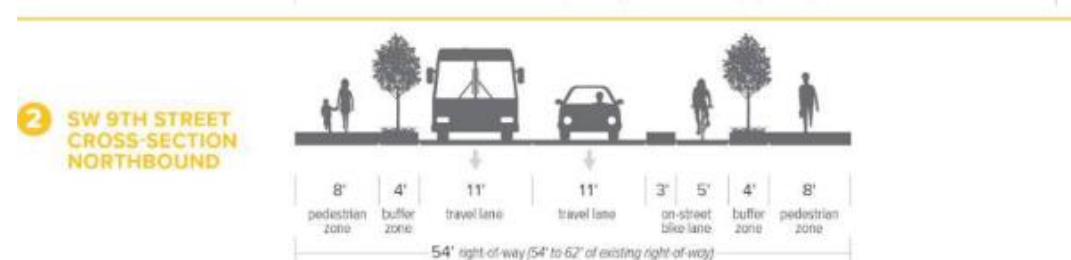 2 SW 9TH STREET
CROSS-SECTION
NORTHBOUND
8' 4' 11' 11' 3' 5' 4' 8'
pedestrian buffer travel lane travel lane on-street buffer pedestrian
zone zone bike lane zone zone
54' right-of-way (54' to 62' of existing right-of-way)